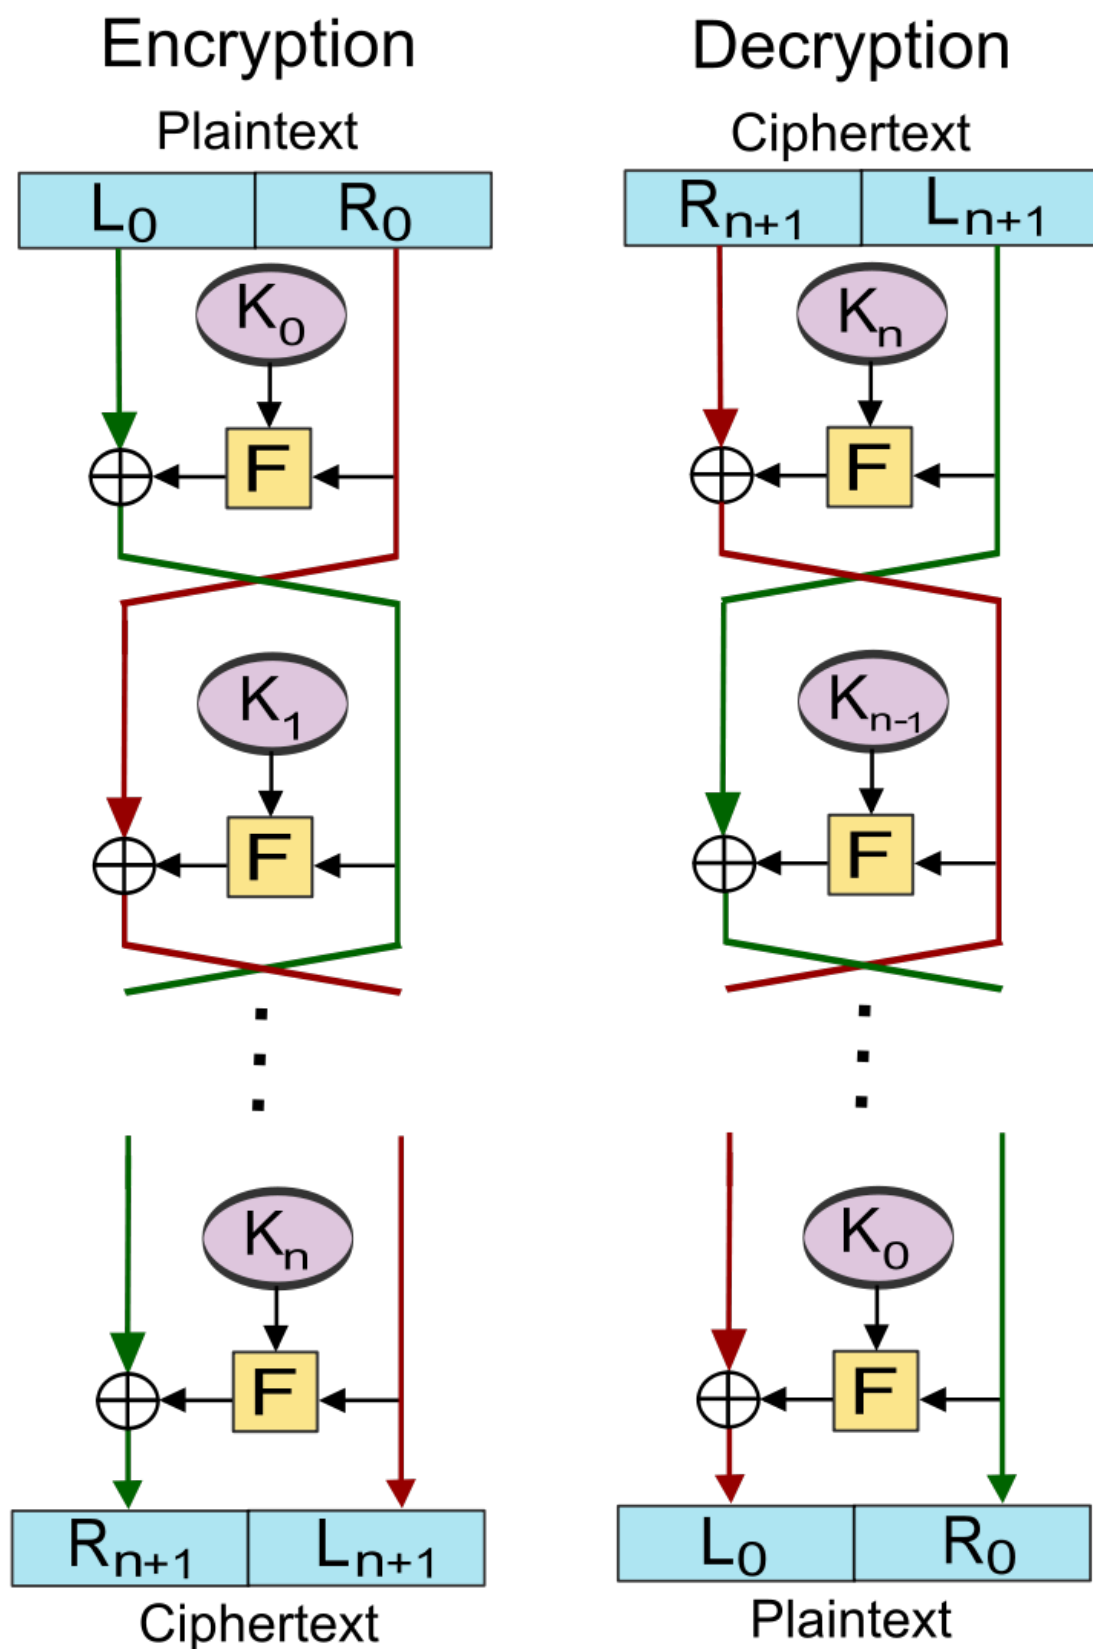 Encryption
Plaintext
L₀ R₀
K₀
F
K₁
F
Kₙ
F
Rₙ₊₁ Lₙ₊₁
Ciphertext
Decryption
Ciphertext
Rₙ₊₁ Lₙ₊₁
Kₙ
F
Kₙ₋₁
F
K₀
F
L₀ R₀
Plaintext